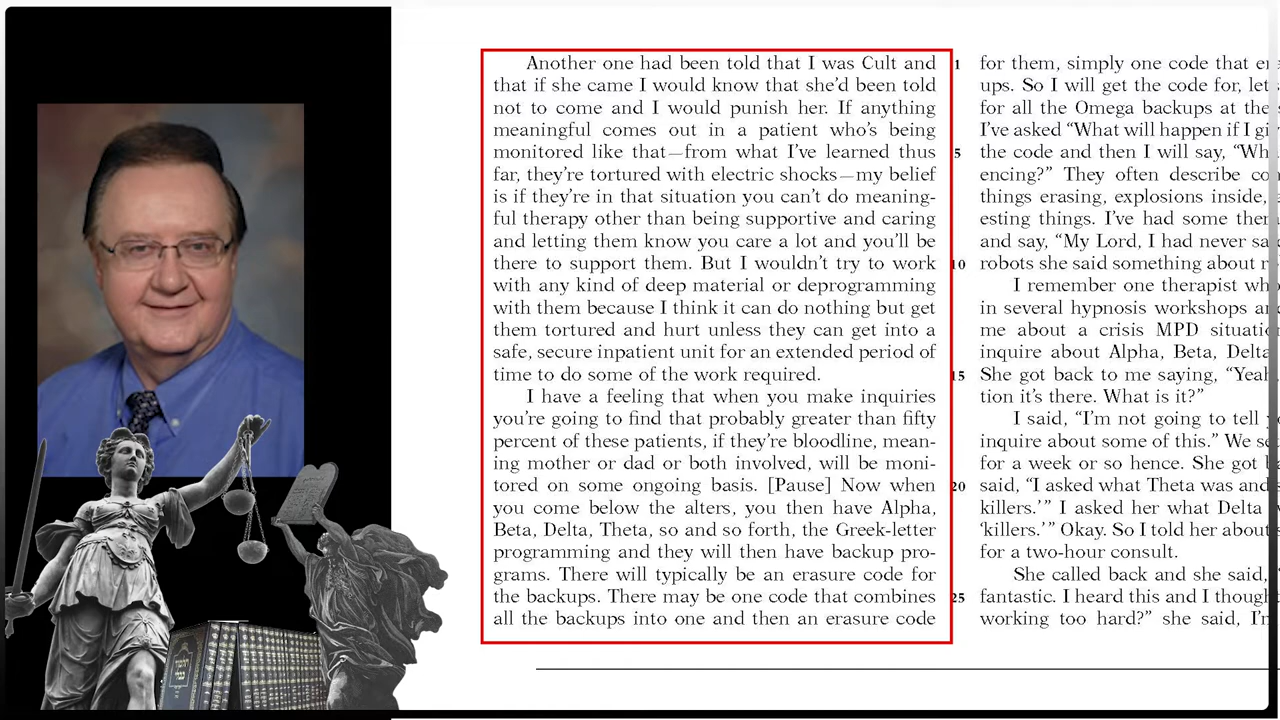 Another one had been told that I was Cult and
that if she came I would know that she'd been told
not to come and I would punish her. If anything
meaningful comes out in a patient who's being
monitored like that—from what I've learned thus
far, they're tortured with electric shocks—my belief
is if they're in that situation you can't do meaning-
ful therapy other than being supportive and caring
and letting them know you care a lot and you'll be
there to support them. But I wouldn't try to work
with any kind of deep material or deprogramming
with them because I think it can do nothing but get
them tortured and hurt unless they can get into a
safe, secure inpatient unit for an extended period of
time to do some of the work required.
I have a feeling that when you make inquiries
you're going to find that probably greater than fifty
percent of these patients, if they're bloodline, mean-
ing mother or dad or both involved, will be moni-
tored on some ongoing basis. [Pause] Now when
you come below the alters, you then have Alpha,
Beta, Delta, Theta, so and so forth, the Greek-letter
programming and they will then have backup pro-
grams. There will typically be an erasure code for
the backups. There may be one code that combines
all the backups into one and then an erasure code
1
5
10
15
20
25
for them, simply one code that
ups. So I will get the code for, let
for all the Omega backups at the
I've asked "What will happen if I
the code and then I will say,
encing?" They often describe
things erasing, explosions inside,
esting things. I've had some
and say, "My Lord, I had never
robots she said something about
I remember one therapist
in several hypnosis workshops
me about a crisis MPD
inquire about Alpha, Beta, Delta
She got back to me saying,
tion it's there. What is it?"
I said, "I'm not going to tell
inquire about some of this." We
for a week or so hence. She got
said, "I asked what Theta was and
killers.'" I asked her what Delta
'killers.'" Okay. So I told her about
for a two-hour consult.
She called back and she said,
fantastic. I heard this and I
working too hard?" she said,